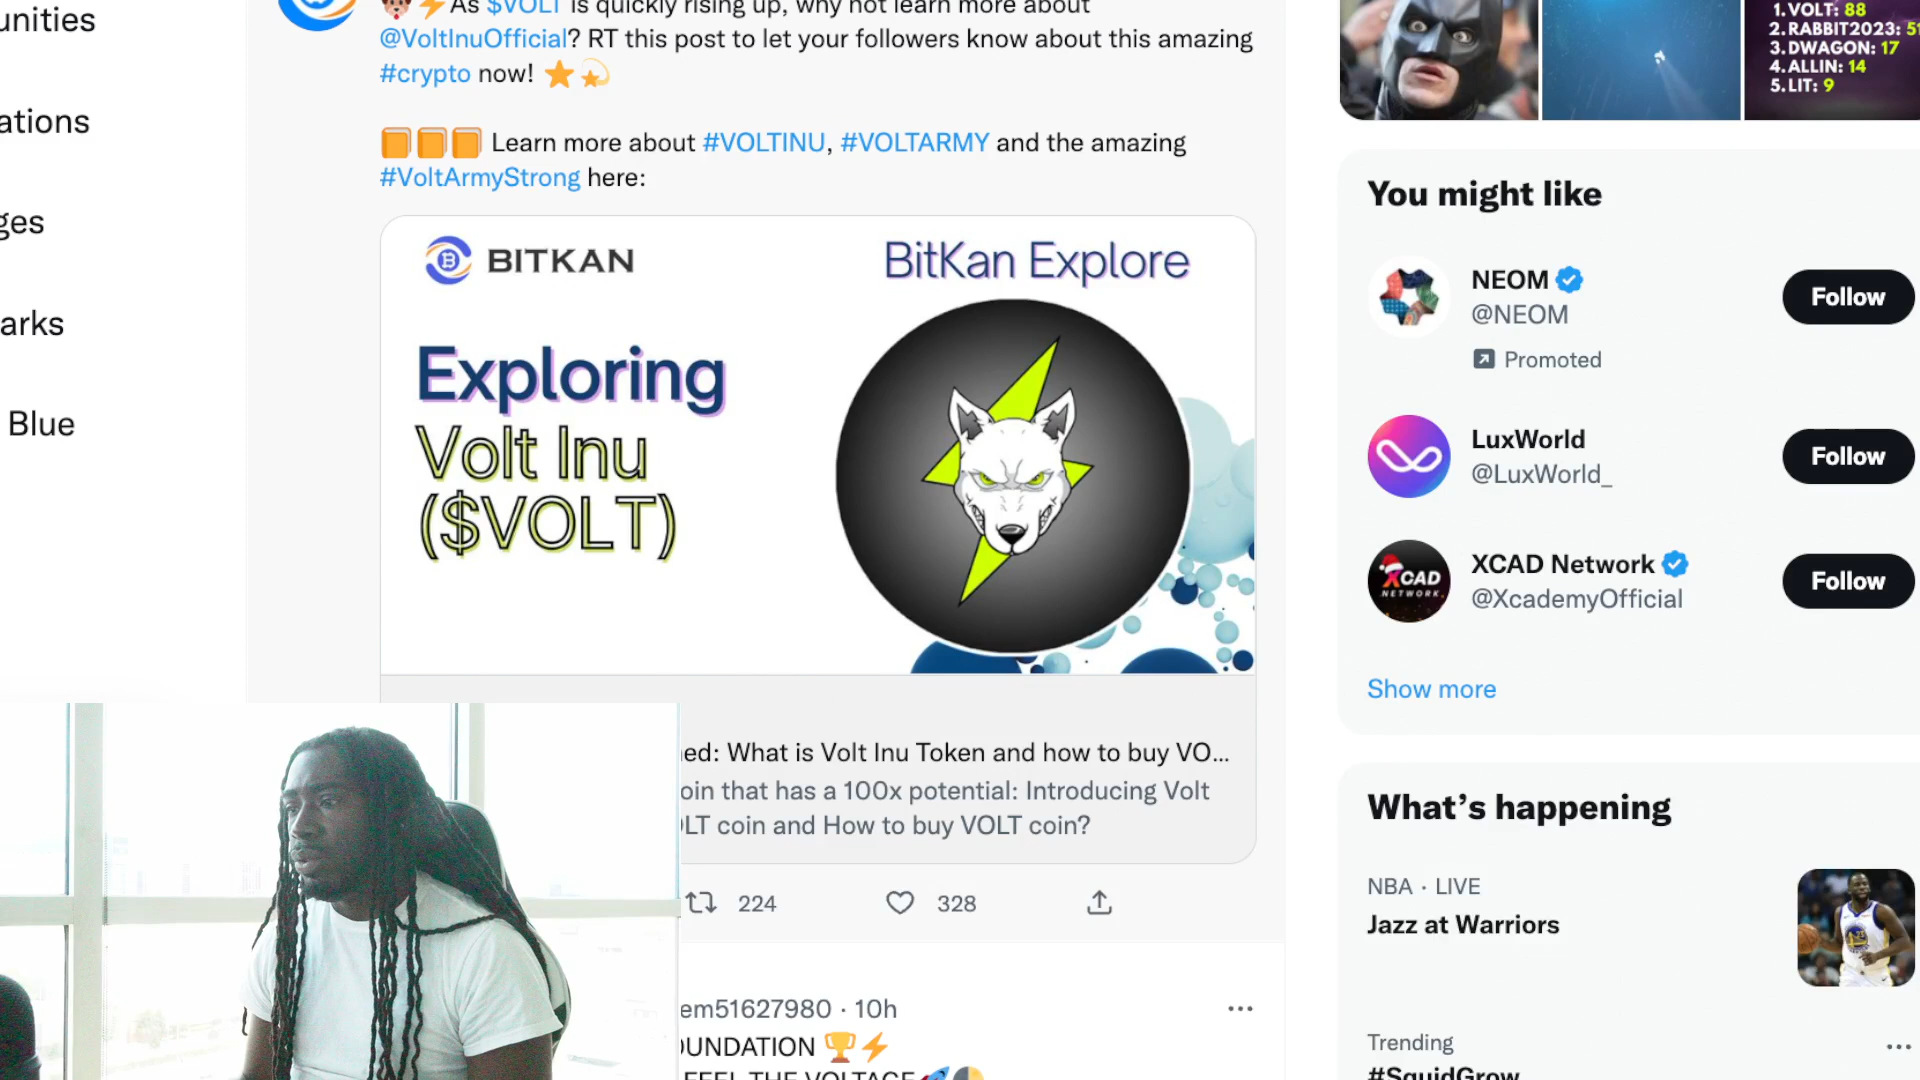 unities
ations
ges
arks
Blue
As $VOLT is quickly rising up, why not learn more about
@VoltInuOfficial? RT this post to let your followers know about this amazing
#crypto now!
Learn more about #VOLTINU, #VOLTARMY and the amazing
#VoltArmyStrong here:
BITKAN
BitKan Explore
Exploring
Volt Inu
($VOLT)
ed: What is Volt Inu Token and how to buy VO...
oin that has a 100x potential: Introducing Volt
LT coin and How to buy VOLT coin?
224
328
em51627980 · 10h
OUNDATION
FEEL THE VOLTAGE
1. VOLT: 88
2. RABBIT2023: 51
3. DWAGON: 17
4. ALLIN: 14
5. LIT: 9
You might like
NEOM
@NEOM
Promoted
Follow
LuxWorld
@LuxWorld_
Follow
XCAD
NETWORK
XCAD Network
@XcademyOfficial
Follow
Show more
What’s happening
NBA · LIVE
Jazz at Warriors
Trending
#SquidGrow